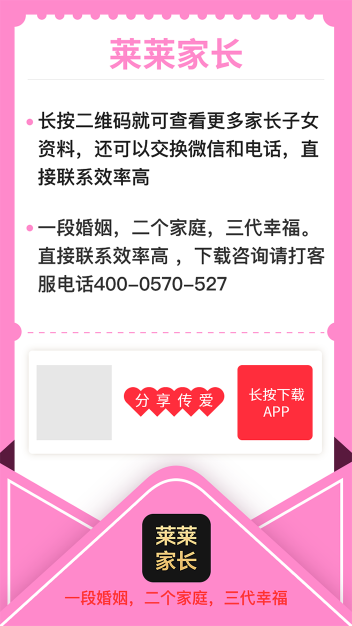 莱莱家长
长按二维码就可查看更多家长子女
资料，还可以交换微信和电话，直
接联系效率高
一段婚姻，二个家庭，三代幸福。
直接联系效率高 ，下载咨询请打客
服电话400-0570-527
分享传爱
长按下载
APP
莱莱
家长
一段婚姻，二个家庭，三代幸福